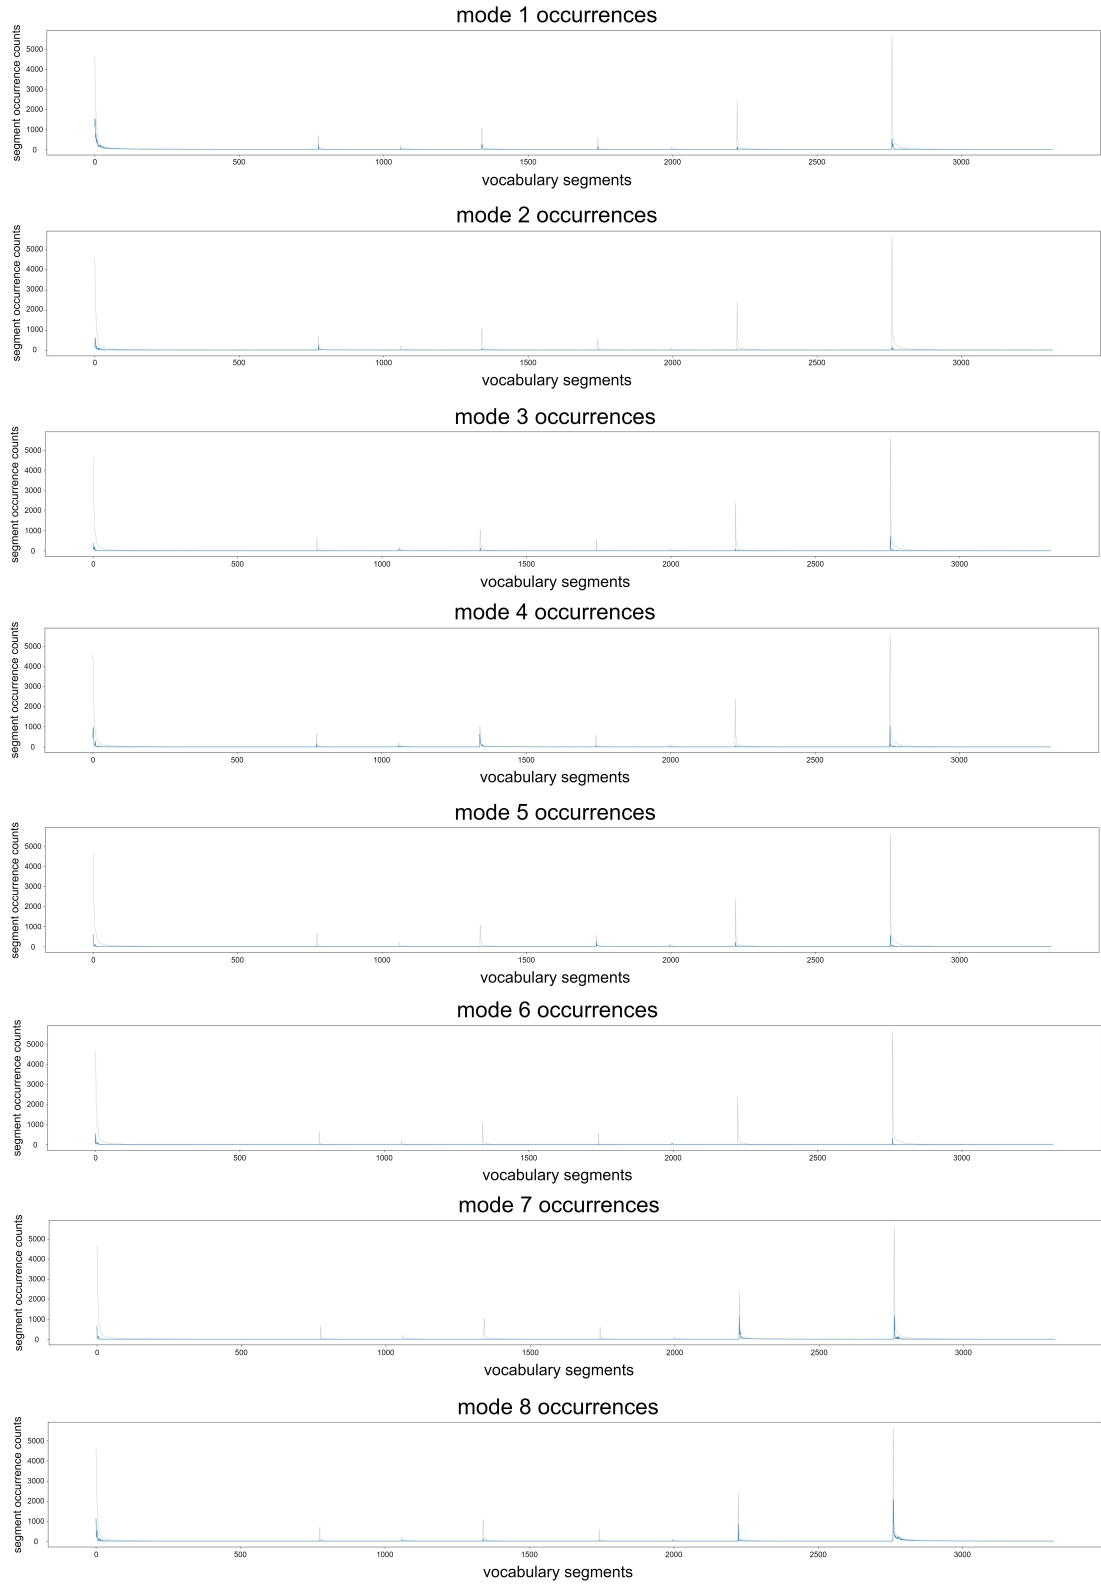 mode 1 occurrences
segment occurrence counts
5000
4000
3000
2000
1000
0
0 500 1000 1500 2000 2500 3000
vocabulary segments
mode 2 occurrences
segment occurrence counts
5000
4000
3000
2000
1000
0
0 500 1000 1500 2000 2500 3000
vocabulary segments
mode 3 occurrences
segment occurrence counts
5000
4000
3000
2000
1000
0
0 500 1000 1500 2000 2500 3000
vocabulary segments
mode 4 occurrences
segment occurrence counts
5000
4000
3000
2000
1000
0
0 500 1000 1500 2000 2500 3000
vocabulary segments
mode 5 occurrences
segment occurrence counts
5000
4000
3000
2000
1000
0
0 500 1000 1500 2000 2500 3000
vocabulary segments
mode 6 occurrences
segment occurrence counts
5000
4000
3000
2000
1000
0
0 500 1000 1500 2000 2500 3000
vocabulary segments
mode 7 occurrences
segment occurrence counts
5000
4000
3000
2000
1000
0
0 500 1000 1500 2000 2500 3000
vocabulary segments
mode 8 occurrences
segment occurrence counts
5000
4000
3000
2000
1000
0
0 500 1000 1500 2000 2500 3000
vocabulary segments